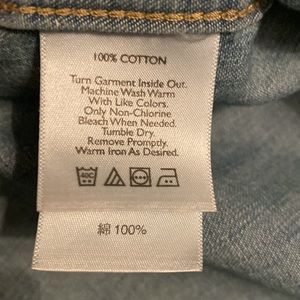 100% COTTON
Turn Garment Inside Out.
Machine Wash Warm
With Like Colors.
Only Non-Chlorine
Bleach When Needed.
Tumble Dry.
Remove Promptly.
Warm Iron As Desired.
40C
綿 100%